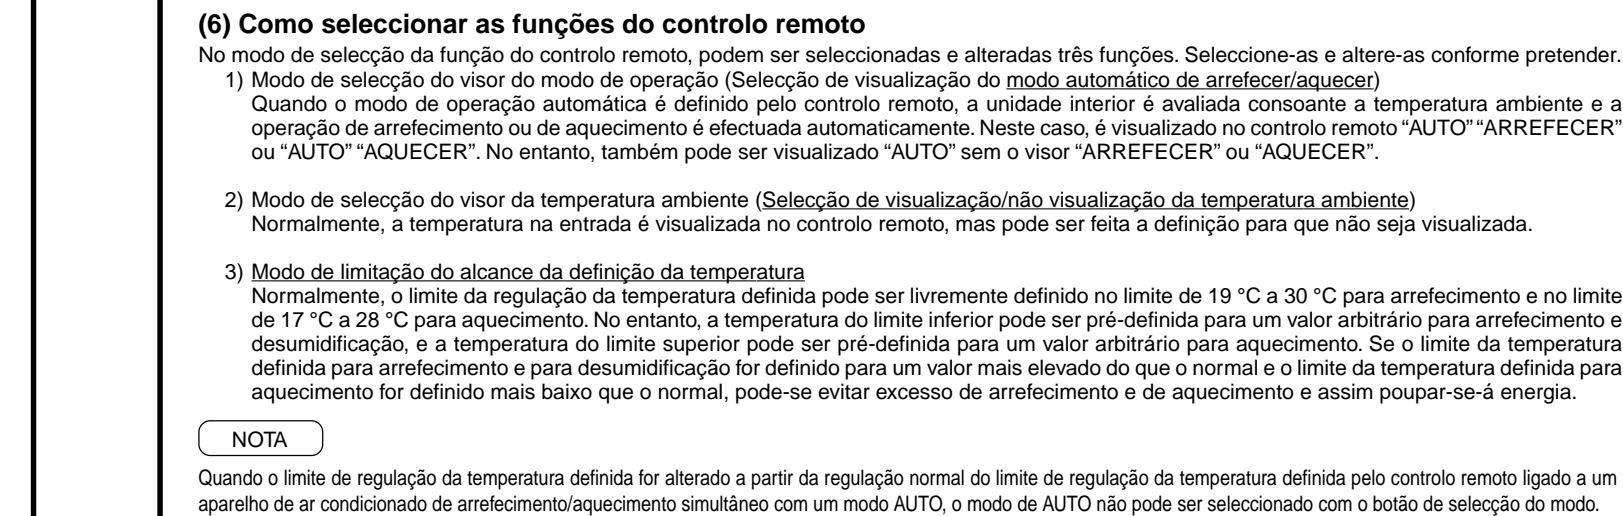 (6) Como seleccionar as funções do controlo remoto
No modo de selecção da função do controlo remoto, podem ser seleccionadas e alteradas três funções. Seleccione-as e altere-as conforme pretender.
1) Modo de selecção do visor do modo de operação (Selecção de visualização do modo automático de arrefecer/aquecer)
Quando o modo de operação automática é definido pelo controlo remoto, a unidade interior é avaliada consoante a temperatura ambiente e a
operação de arrefecimento ou de aquecimento é efectuada automaticamente. Neste caso, é visualizado no controlo remoto “AUTO” “ARREFECER”
ou “AUTO” “AQUECER”. No entanto, também pode ser visualizado “AUTO” sem o visor “ARREFECER” ou “AQUECER”.
2) Modo de selecção do visor da temperatura ambiente (Selecção de visualização/não visualização da temperatura ambiente)
Normalmente, a temperatura na entrada é visualizada no controlo remoto, mas pode ser feita a definição para que não seja visualizada.
3) Modo de limitação do alcance da definição da temperatura
Normalmente, o limite da regulação da temperatura definida pode ser livremente definido no limite de 19 °C a 30 °C para arrefecimento e no limite
de 17 °C a 28 °C para aquecimento. No entanto, a temperatura do limite inferior pode ser pré-definida para um valor arbitrário para arrefecimento e
desumidificação, e a temperatura do limite superior pode ser pré-definida para um valor arbitrário para aquecimento. Se o limite da temperatura
definida para arrefecimento e para desumidificação for definido para um valor mais elevado do que o normal e o limite da temperatura definida para
aquecimento for definido mais baixo que o normal, pode-se evitar excesso de arrefecimento e de aquecimento e assim poupar-se-á energia.
NOTA
Quando o limite de regulação da temperatura definida for alterado a partir da regulação normal do limite de regulação da temperatura definida pelo controlo remoto ligado a um
aparelho de ar condicionado de arrefecimento/aquecimento simultâneo com um modo AUTO, o modo de AUTO não pode ser seleccionado com o botão de selecção do modo.